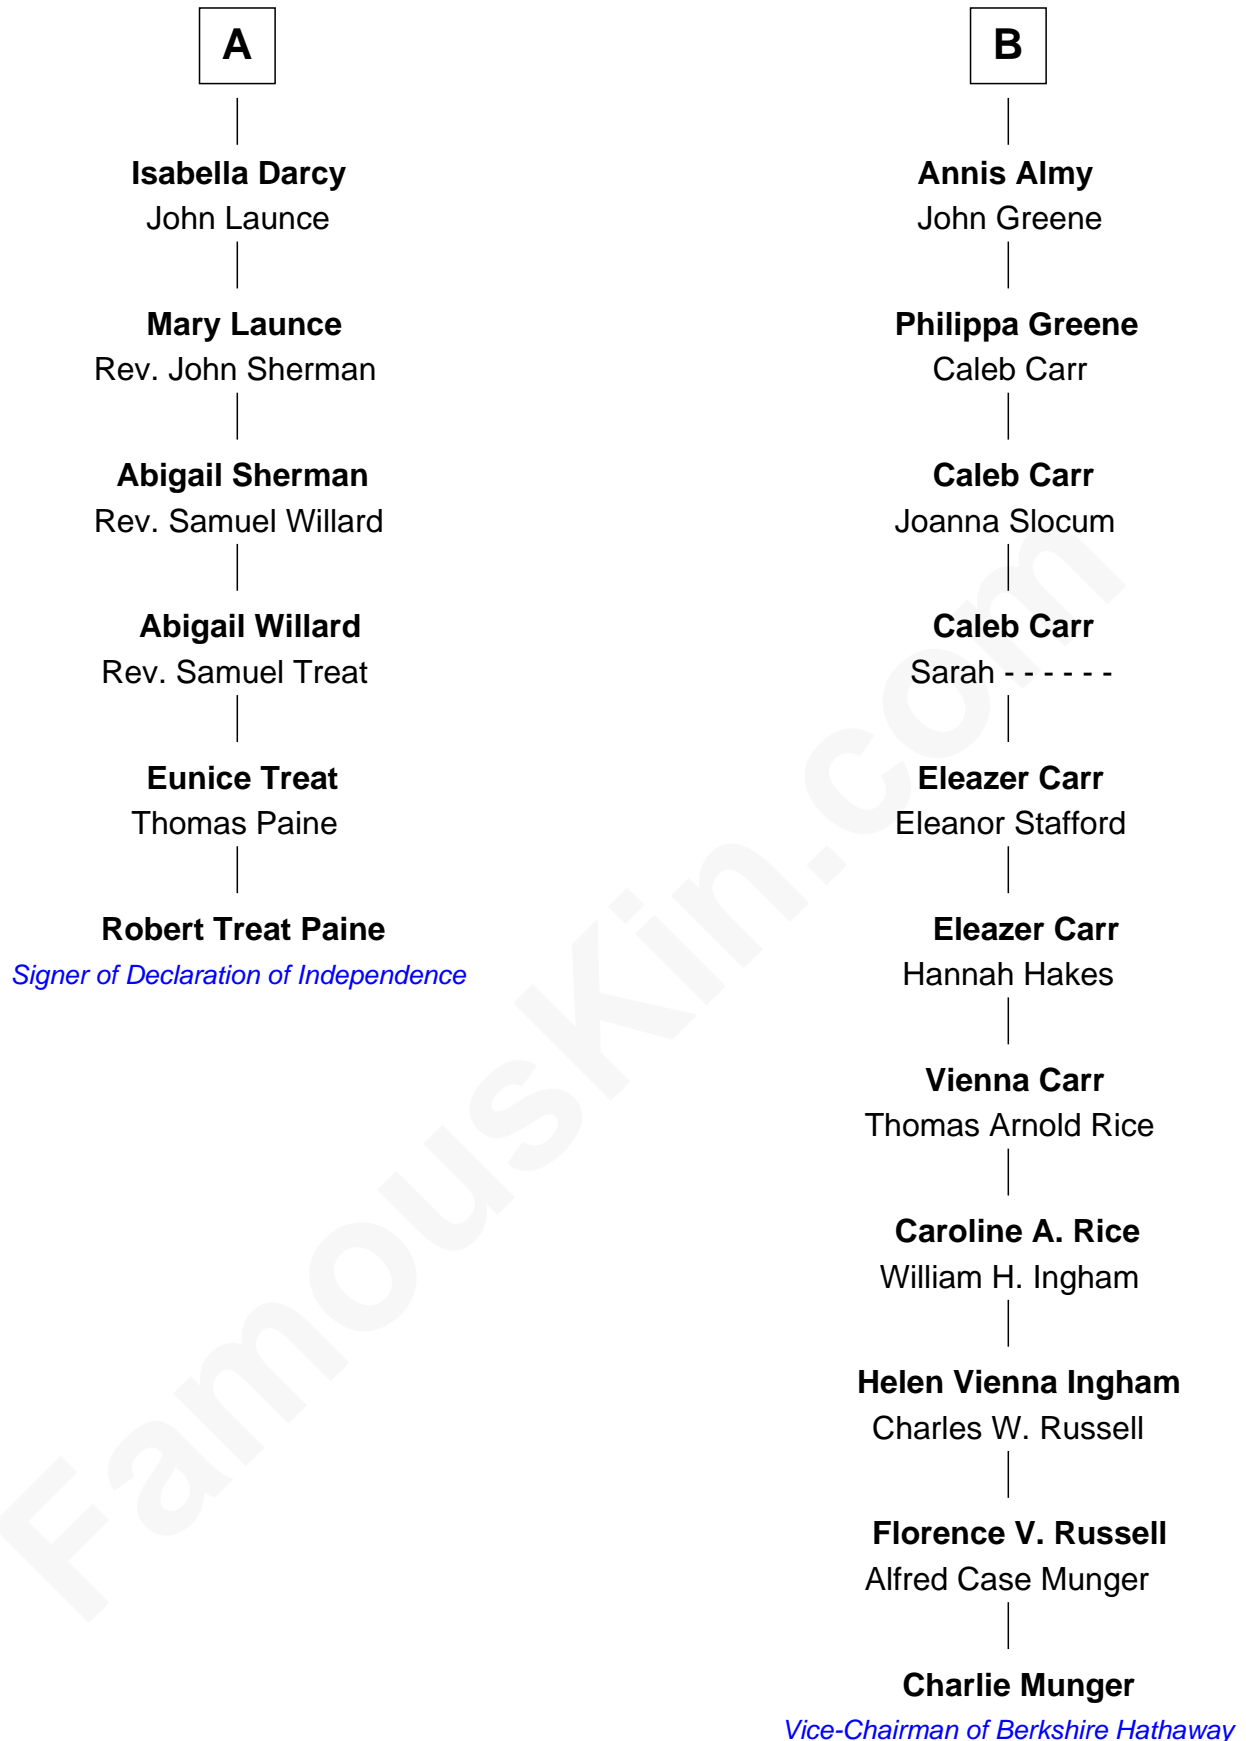 A
Isabella Darcy
John Launce
Mary Launce
Rev. John Sherman
Abigail Sherman
Rev. Samuel Willard
Abigail Willard
Rev. Samuel Treat
Eunice Treat
Thomas Paine
Robert Treat Paine
Signer of Declaration of Independence
B
Annis Almy
John Greene
Philippa Greene
Caleb Carr
Caleb Carr
Joanna Slocum
Caleb Carr
Sarah - - - - - -
Eleazer Carr
Eleanor Stafford
Eleazer Carr
Hannah Hakes
Vienna Carr
Thomas Arnold Rice
Caroline A. Rice
William H. Ingham
Helen Vienna Ingham
Charles W. Russell
Florence V. Russell
Alfred Case Munger
Charlie Munger
Vice-Chairman of Berkshire Hathaway
FamousKin.com